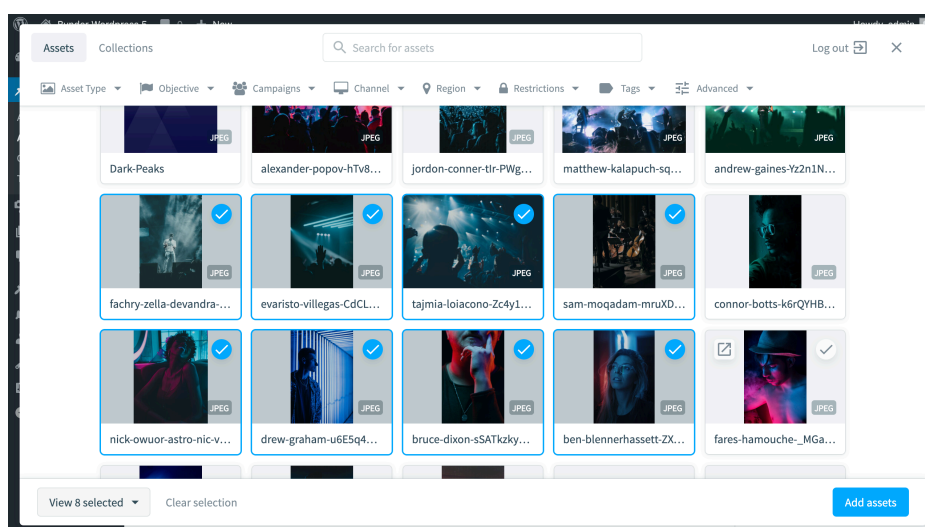 Assets Collections Search for assets Log out
Asset Type Objective Campaigns Channel Region Restrictions Tags Advanced
JPEG JPEG JPEG JPEG JPEG
Dark-Peaks alexander-popov-hTv8... jordon-conner-tlr-PWg... matthew-kalapuch-sq... andrew-gaines-Yz2n1N...
JPEG JPEG JPEG JPEG JPEG
fachry-zella-devandra-... evaristo-villegas-CdCL... tajmia-loiacono-Zc4y1... sam-moqadam-mruXD... connor-botts-k6rQYHB...
JPEG JPEG JPEG JPEG JPEG
nick-owuor-astro-nic-v... drew-graham-u6E5q4... bruce-dixon-sSATkzky... ben-blennerhassett-ZX... fares-hamouche-_MGa...
View 8 selected Clear selection Add assets